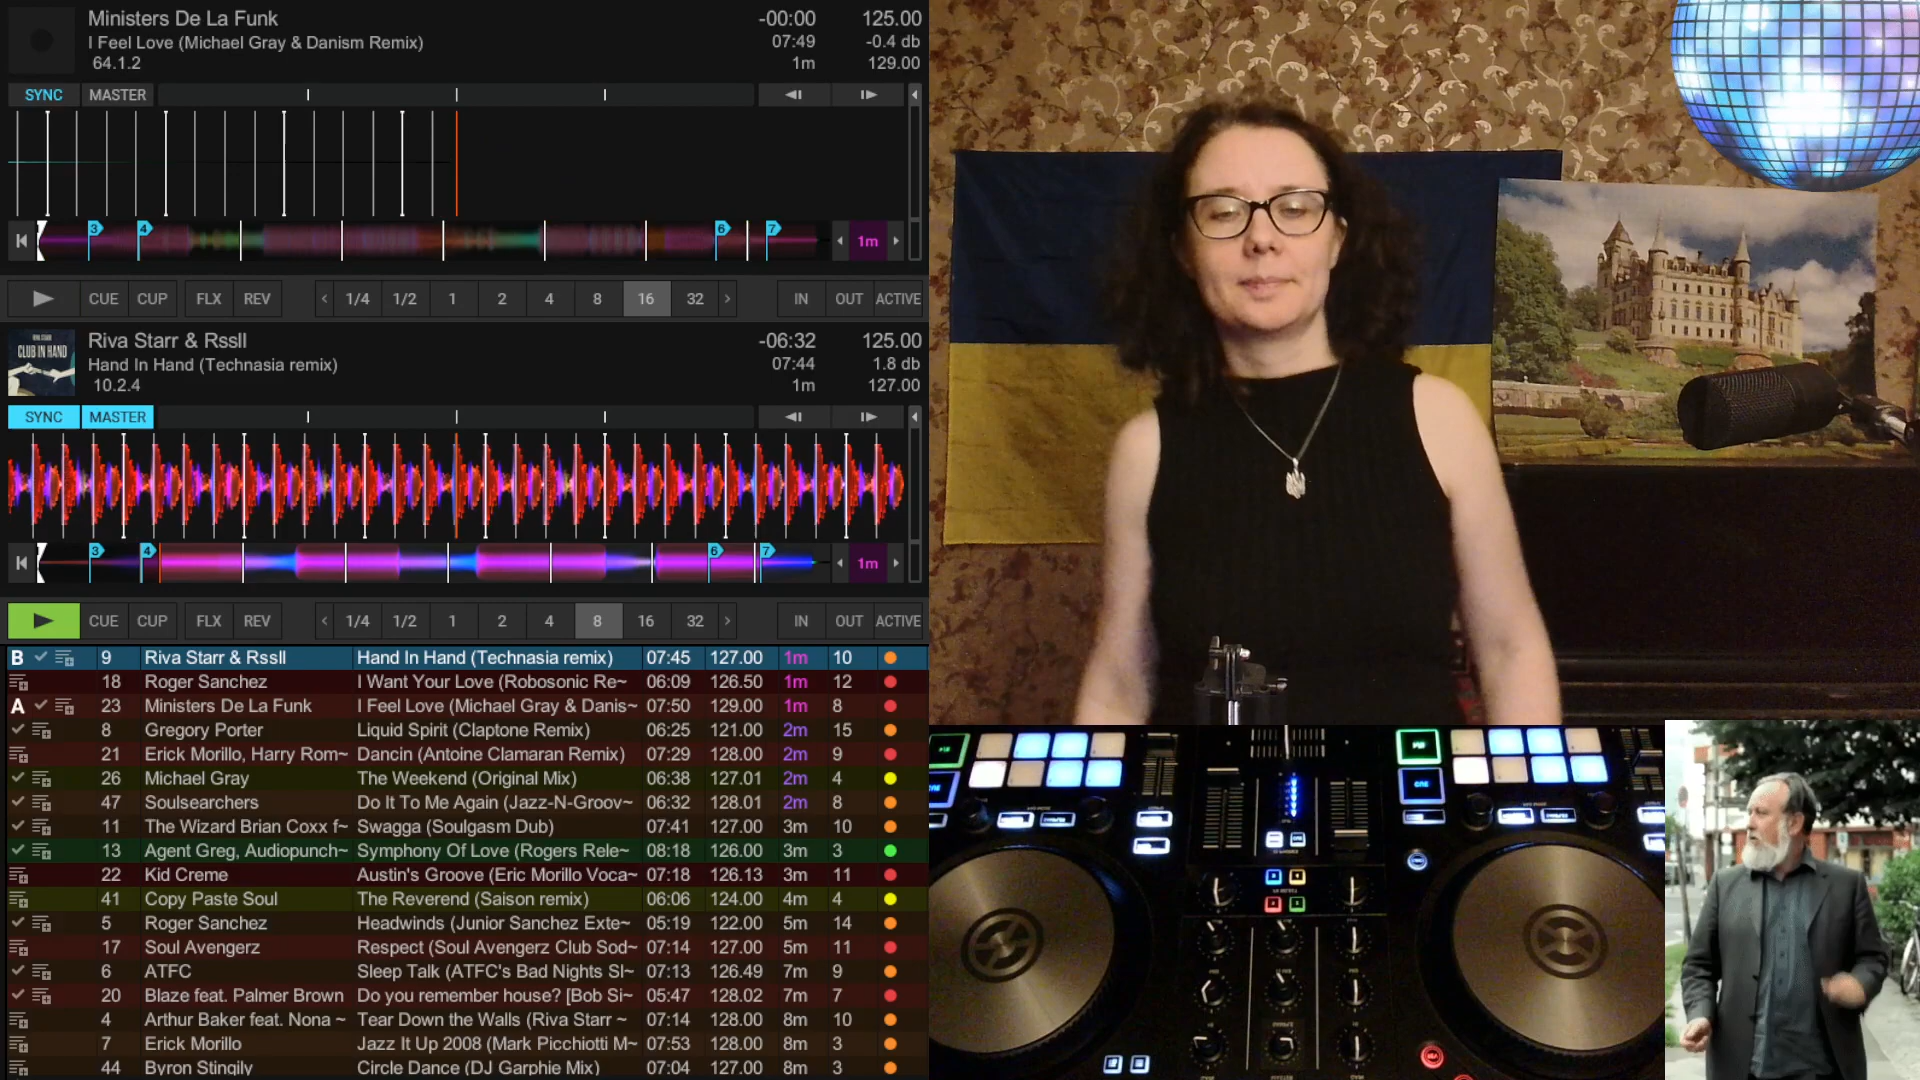 Ministers De La Funk -00:00 125.00
I Feel Love (Michael Gray & Danism Remix) 07:49 -0.4 db
64.1.2 1m 129.00
SYNC MASTER
3 4 6 7 1m
CUE CUP FLX REV 1/4 1/2 1 2 4 8 16 32 IN OUT ACTIVE
Riva Starr & Rssll -06:32 125.00
CLUB IN HAND
Hand In Hand (Technasia remix) 07:44 1.8 db
10.2.4 1m 127.00
SYNC MASTER
3 4 6 7 1m
CUE CUP FLX REV 1/4 1/2 1 2 4 8 16 32 IN OUT ACTIVE
B 9 Riva Starr & Rssll Hand In Hand (Technasia remix) 07:45 127.00 1m 10
18 Roger Sanchez I Want Your Love (Robosonic Re~ 06:09 126.50 1m 12
A 23 Ministers De La Funk I Feel Love (Michael Gray & Danis~ 07:50 129.00 1m 8
8 Gregory Porter Liquid Spirit (Claptone Remix) 06:25 121.00 2m 15
21 Erick Morillo, Harry Rom~ Dancin (Antoine Clamaran Remix) 07:29 128.00 2m 9
26 Michael Gray The Weekend (Original Mix) 06:38 127.01 2m 4
47 Soulsearchers Do It To Me Again (Jazz-N-Groov~ 06:32 128.01 2m 8
11 The Wizard Brian Coxx f~ Swagga (Soulgasm Dub) 07:41 127.00 3m 10
13 Agent Greg, Audiopunch~ Symphony Of Love (Rogers Rele~ 08:18 126.00 3m 3
22 Kid Creme Austin's Groove (Eric Morillo Voca~ 07:18 126.13 3m 11
41 Copy Paste Soul The Reverend (Saison remix) 06:06 124.00 4m 4
5 Roger Sanchez Headwinds (Junior Sanchez Exte~ 05:19 122.00 5m 14
17 Soul Avengerz Respect (Soul Avengerz Club Sod~ 07:14 127.00 5m 11
6 ATFC Sleep Talk (ATFC's Bad Nights Sl~ 07:13 126.49 7m 9
20 Blaze feat. Palmer Brown Do you remember house? [Bob Si~ 05:47 128.02 7m 7
4 Arthur Baker feat. Nona ~ Tear Down the Walls (Riva Starr ~ 07:14 128.00 8m 10
7 Erick Morillo Jazz It Up 2008 (Mark Picchiotti M~ 07:53 128.00 8m 3
44 Byron Stingily Circle Dance (DJ Garphie Mix) 07:04 127.00 8m 3